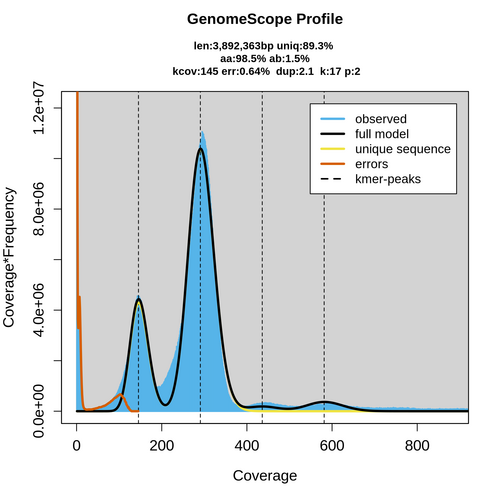 GenomeScope Profile
len:3,892,363bp uniq:89.3%
aa:98.5% ab:1.5%
kcov:145 err:0.64% dup:2.1 k:17 p:2
observed
full model
unique sequence
errors
kmer-peaks
Coverage*Frequency
1.2e+07
8.0e+06
4.0e+06
0.0e+00
0 200 400 600 800
Coverage